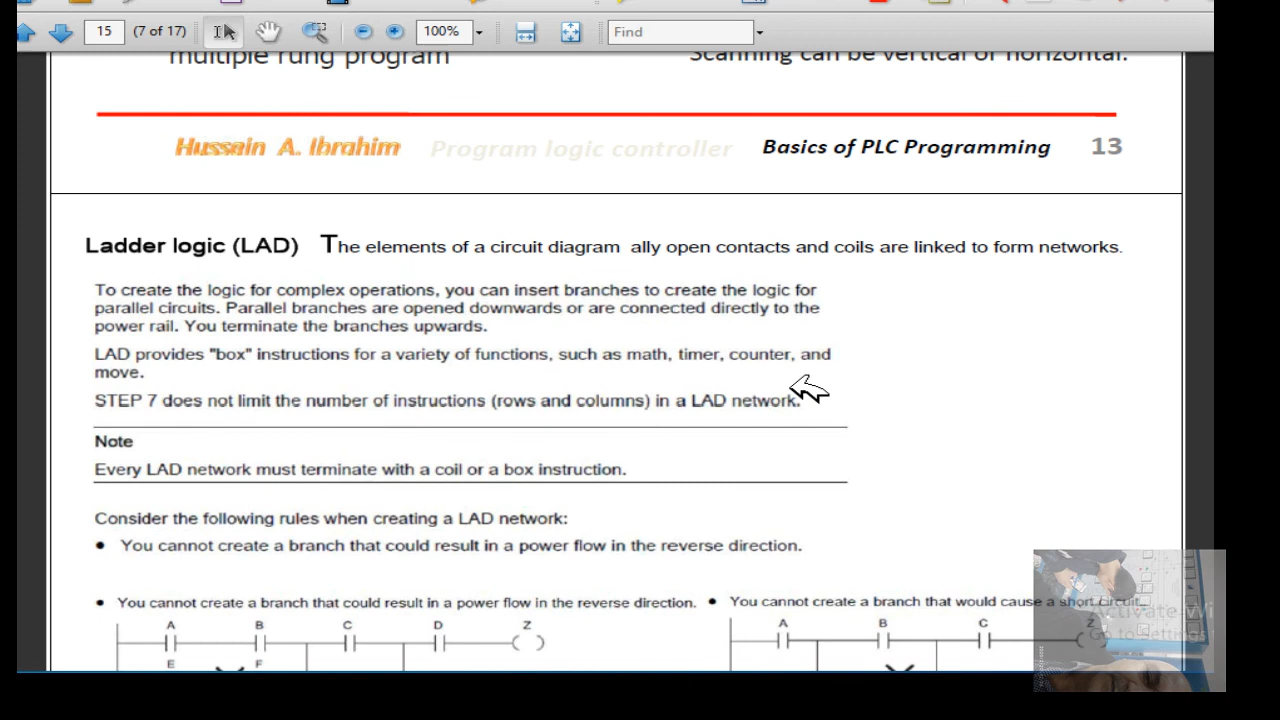 15 (7 of 17) 100% Find
multiple rung program Scanning can be vertical or horizontal.
Hussein A. Ibrahim Program logic controller Basics of PLC Programming 13
Ladder logic (LAD) The elements of a circuit diagram ally open contacts and coils are linked to form networks.
To create the logic for complex operations, you can insert branches to create the logic for
parallel circuits. Parallel branches are opened downwards or are connected directly to the
power rail. You terminate the branches upwards.
LAD provides "box" instructions for a variety of functions, such as math, timer, counter, and
move.
STEP 7 does not limit the number of instructions (rows and columns) in a LAD network.
Note
Every LAD network must terminate with a coil or a box instruction.
Consider the following rules when creating a LAD network:
• You cannot create a branch that could result in a power flow in the reverse direction.
• You cannot create a branch that could result in a power flow in the reverse direction.
A B C D Z
E F
• You cannot create a branch that would cause a short circuit.
A B C Z
Activate Wi
Go to Settings